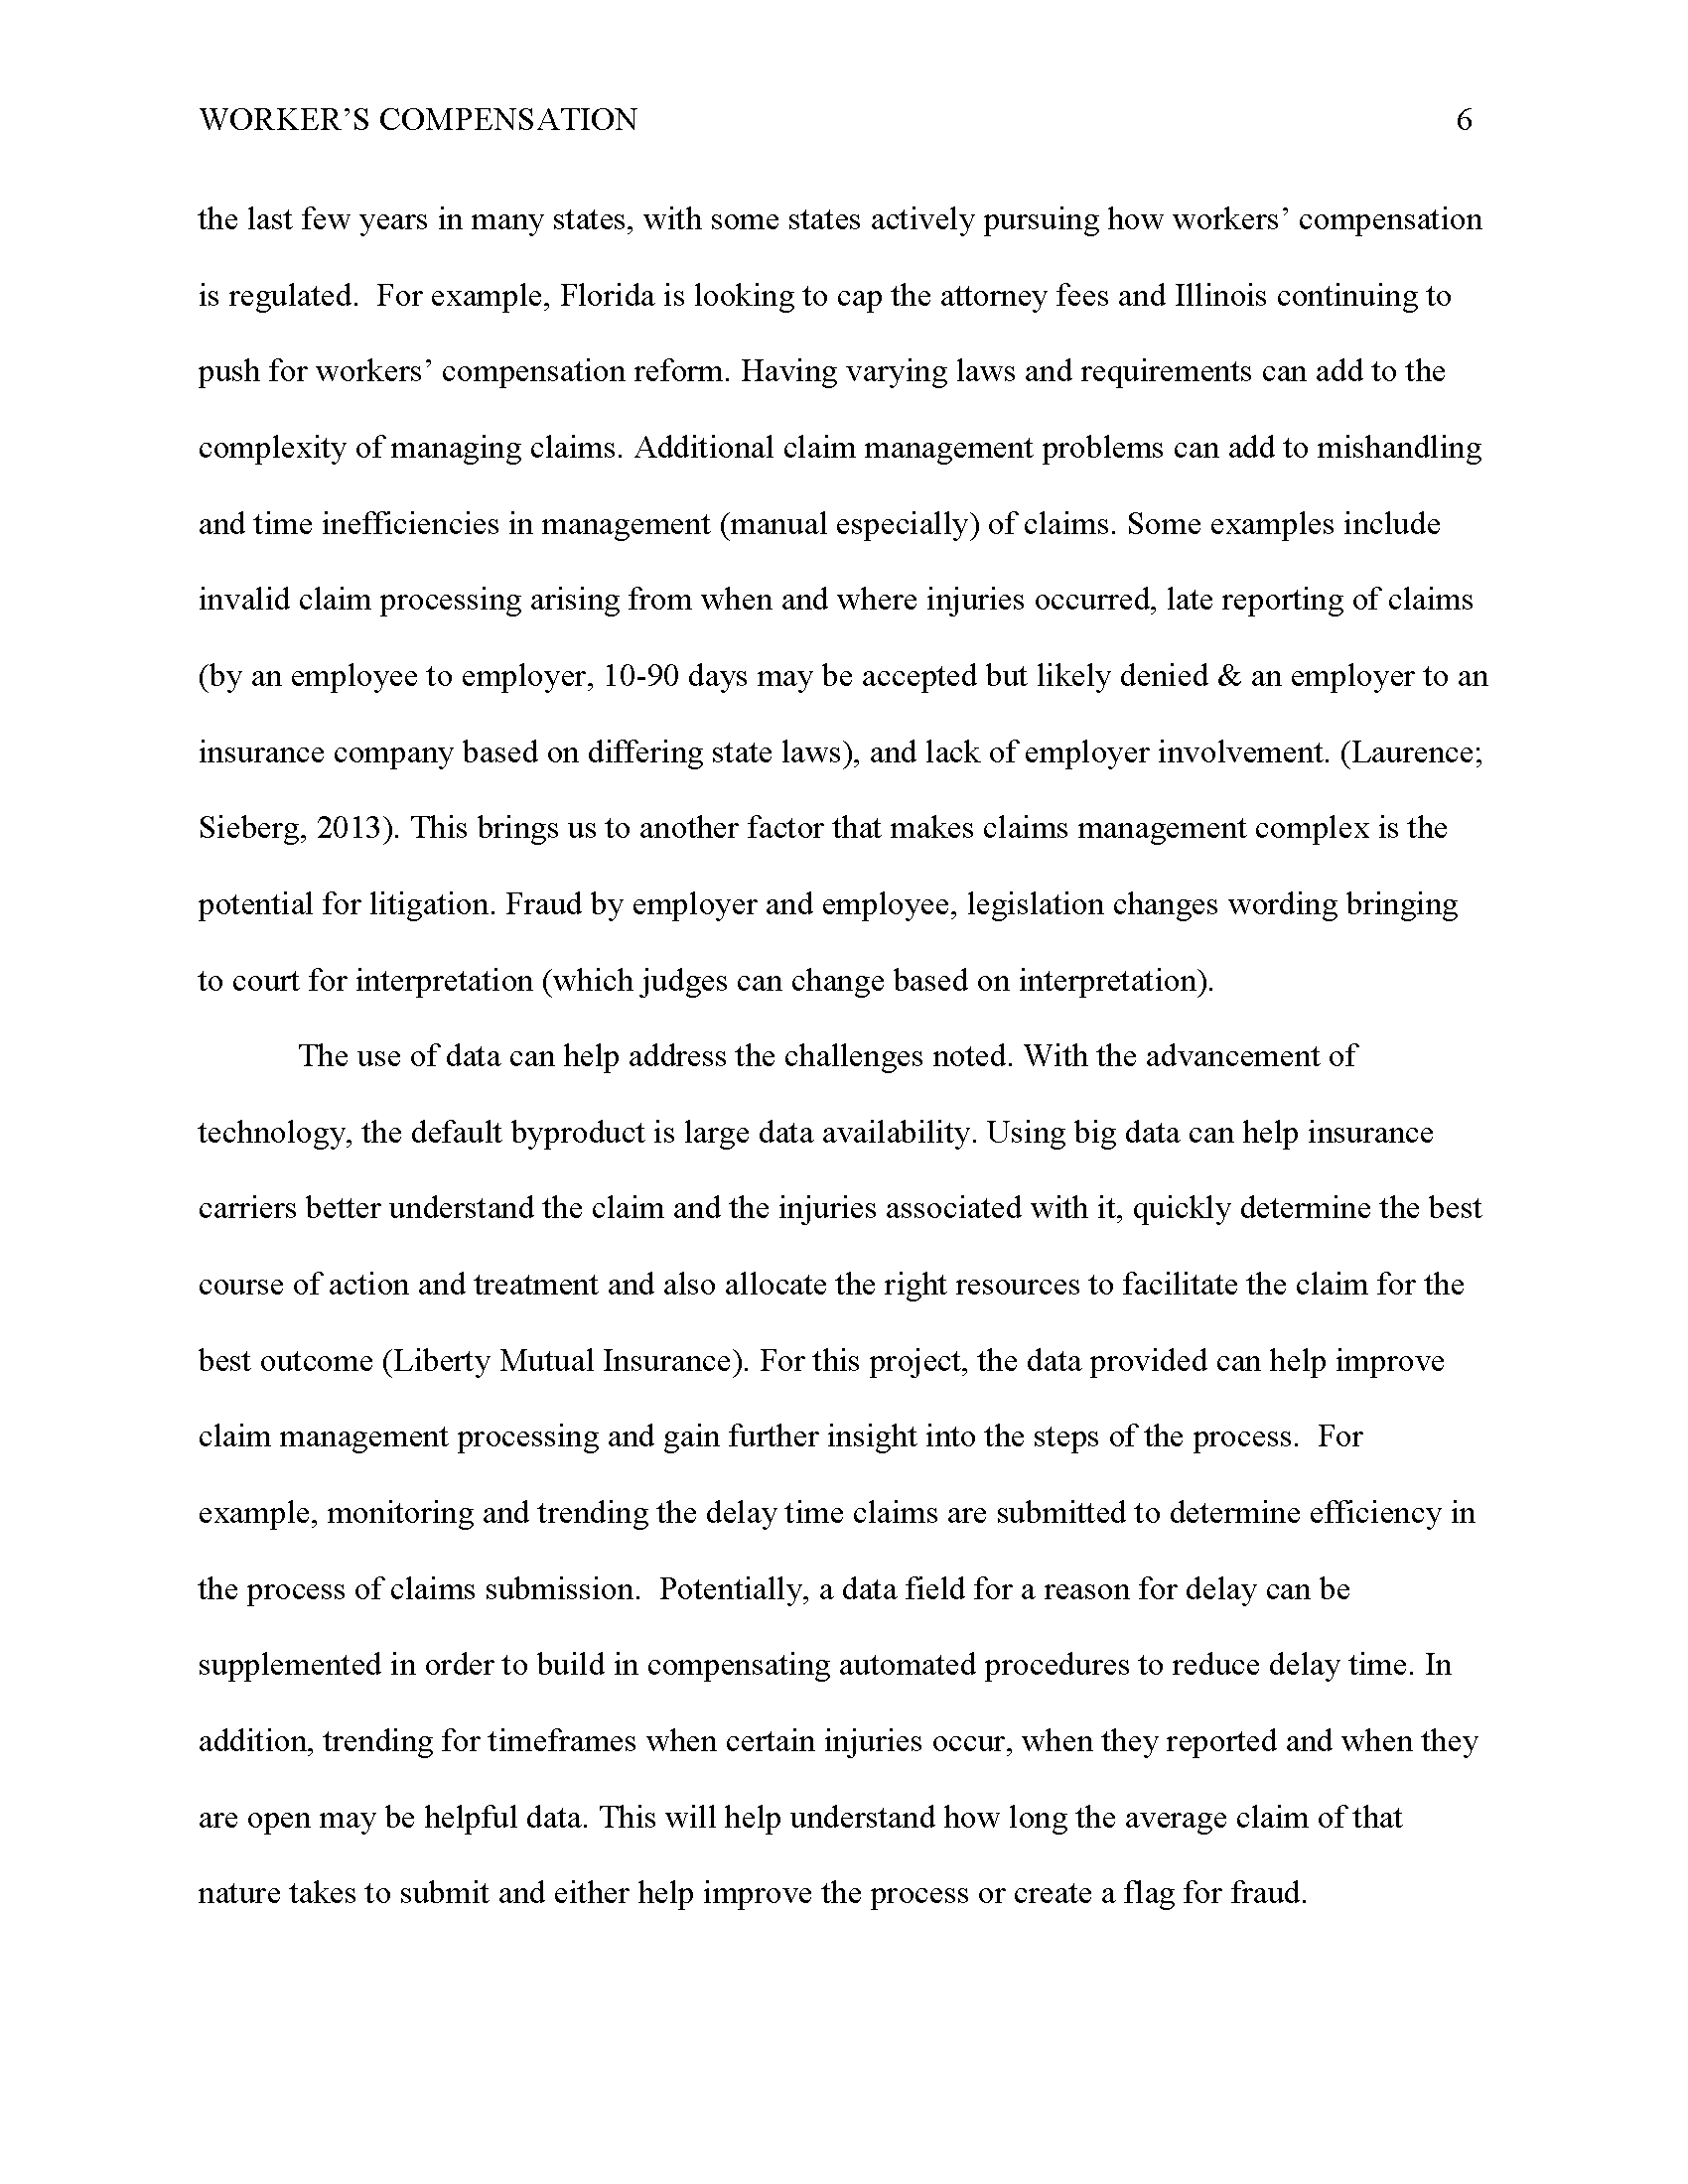 WORKER’S COMPENSATION 6
the last few years in many states, with some states actively pursuing how workers’ compensation
is regulated.  For example, Florida is looking to cap the attorney fees and Illinois continuing to
push for workers’ compensation reform. Having varying laws and requirements can add to the
complexity of managing claims. Additional claim management problems can add to mishandling
and time inefficiencies in management (manual especially) of claims. Some examples include
invalid claim processing arising from when and where injuries occurred, late reporting of claims
(by an employee to employer, 10-90 days may be accepted but likely denied & an employer to an
insurance company based on differing state laws), and lack of employer involvement. (Laurence;
Sieberg, 2013). This brings us to another factor that makes claims management complex is the
potential for litigation. Fraud by employer and employee, legislation changes wording bringing
to court for interpretation (which judges can change based on interpretation).
The use of data can help address the challenges noted. With the advancement of
technology, the default byproduct is large data availability. Using big data can help insurance
carriers better understand the claim and the injuries associated with it, quickly determine the best
course of action and treatment and also allocate the right resources to facilitate the claim for the
best outcome (Liberty Mutual Insurance). For this project, the data provided can help improve
claim management processing and gain further insight into the steps of the process.  For
example, monitoring and trending the delay time claims are submitted to determine efficiency in
the process of claims submission.  Potentially, a data field for a reason for delay can be
supplemented in order to build in compensating automated procedures to reduce delay time. In
addition, trending for timeframes when certain injuries occur, when they reported and when they
are open may be helpful data. This will help understand how long the average claim of that
nature takes to submit and either help improve the process or create a flag for fraud.